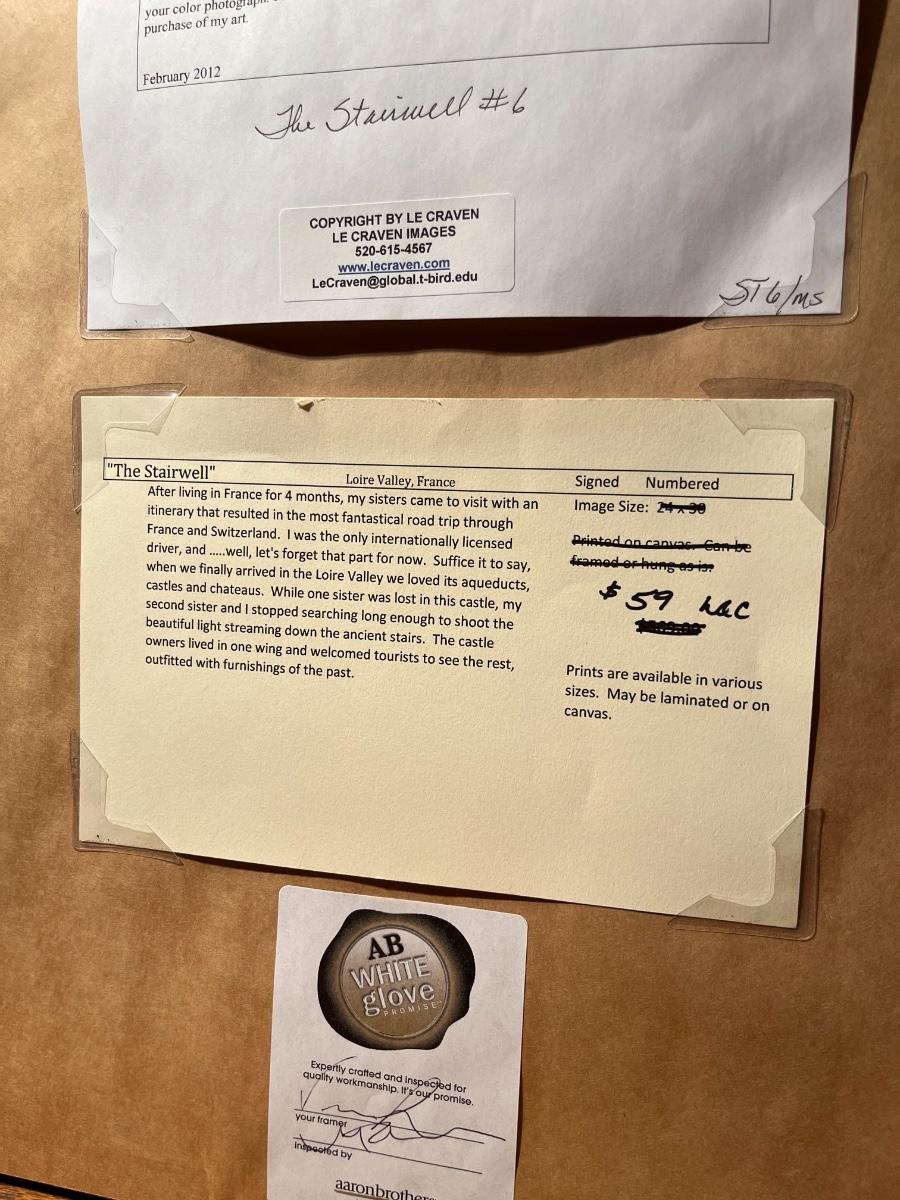 your color photograph.
purchase of my art.
February 2012
The Stairwell #6
COPYRIGHT BY LE CRAVEN
LE CRAVEN IMAGES
520-615-4567
www.lecraven.com
LeCraven@global.t-bird.edu
ST6/ms
"The Stairwell" Loire Valley, France Signed Numbered
After living in France for 4 months, my sisters came to visit with an
itinerary that resulted in the most fantastical road trip through
France and Switzerland. I was the only internationally licensed
driver, and .....well, let's forget that part for now. Suffice it to say,
when we finally arrived in the Loire Valley we loved its aqueducts,
castles and chateaus. While one sister was lost in this castle, my
second sister and I stopped searching long enough to shoot the
beautiful light streaming down the ancient stairs. The castle
owners lived in one wing and welcomed tourists to see the rest,
outfitted with furnishings of the past.
Image Size: 24 x 30
Printed on canvas. Can be
framed or hung as is.
$59
Prints are available in various
sizes. May be laminated or on
canvas.
AB
WHITE
glove
PROMISE
Expertly crafted and inspected for
quality workmanship. It's our promise.
your framer
inspected by
aaronbrothers